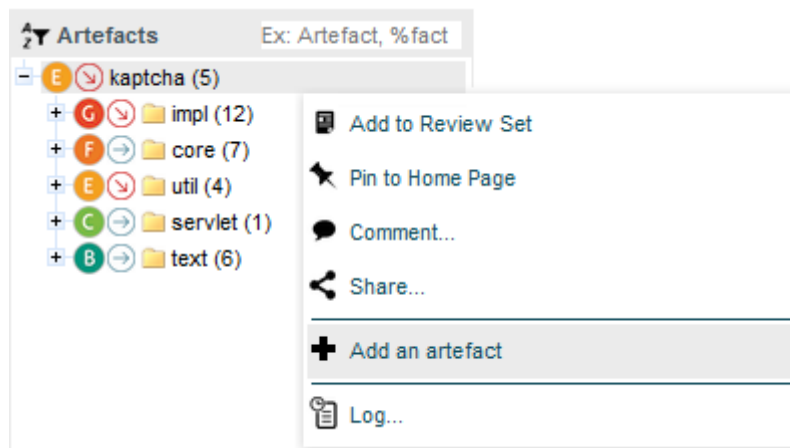 AZ Artefacts Ex: Artefact, %fact
E kaptcha (5)
G impl (12)
F core (7)
E util (4)
C servlet (1)
B text (6)
Add to Review Set
Pin to Home Page
Comment...
Share...
Add an artefact
Log...